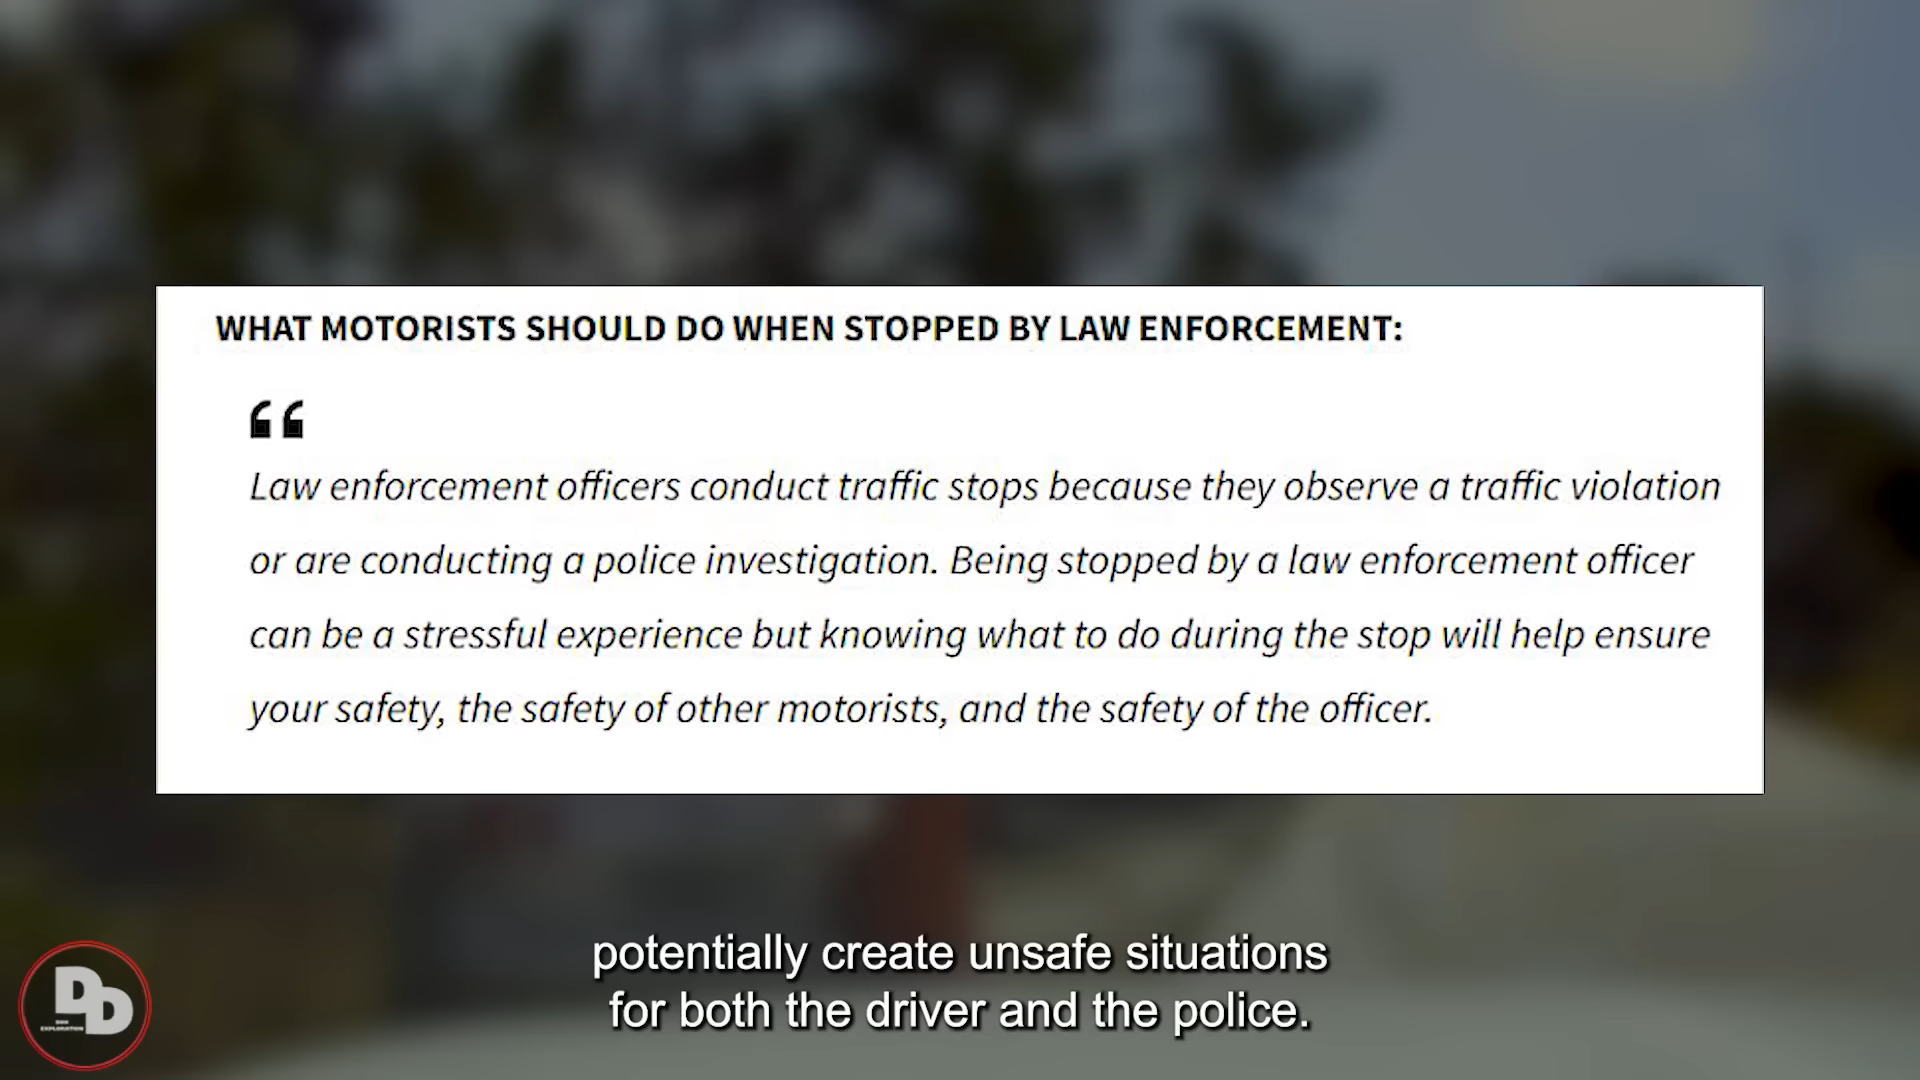 WHAT MOTORISTS SHOULD DO WHEN STOPPED BY LAW ENFORCEMENT:
“
Law enforcement officers conduct traffic stops because they observe a traffic violation
or are conducting a police investigation. Being stopped by a law enforcement officer
can be a stressful experience but knowing what to do during the stop will help ensure
your safety, the safety of other motorists, and the safety of the officer.
potentially create unsafe situations
for both the driver and the police.
DD
EXPLORATION